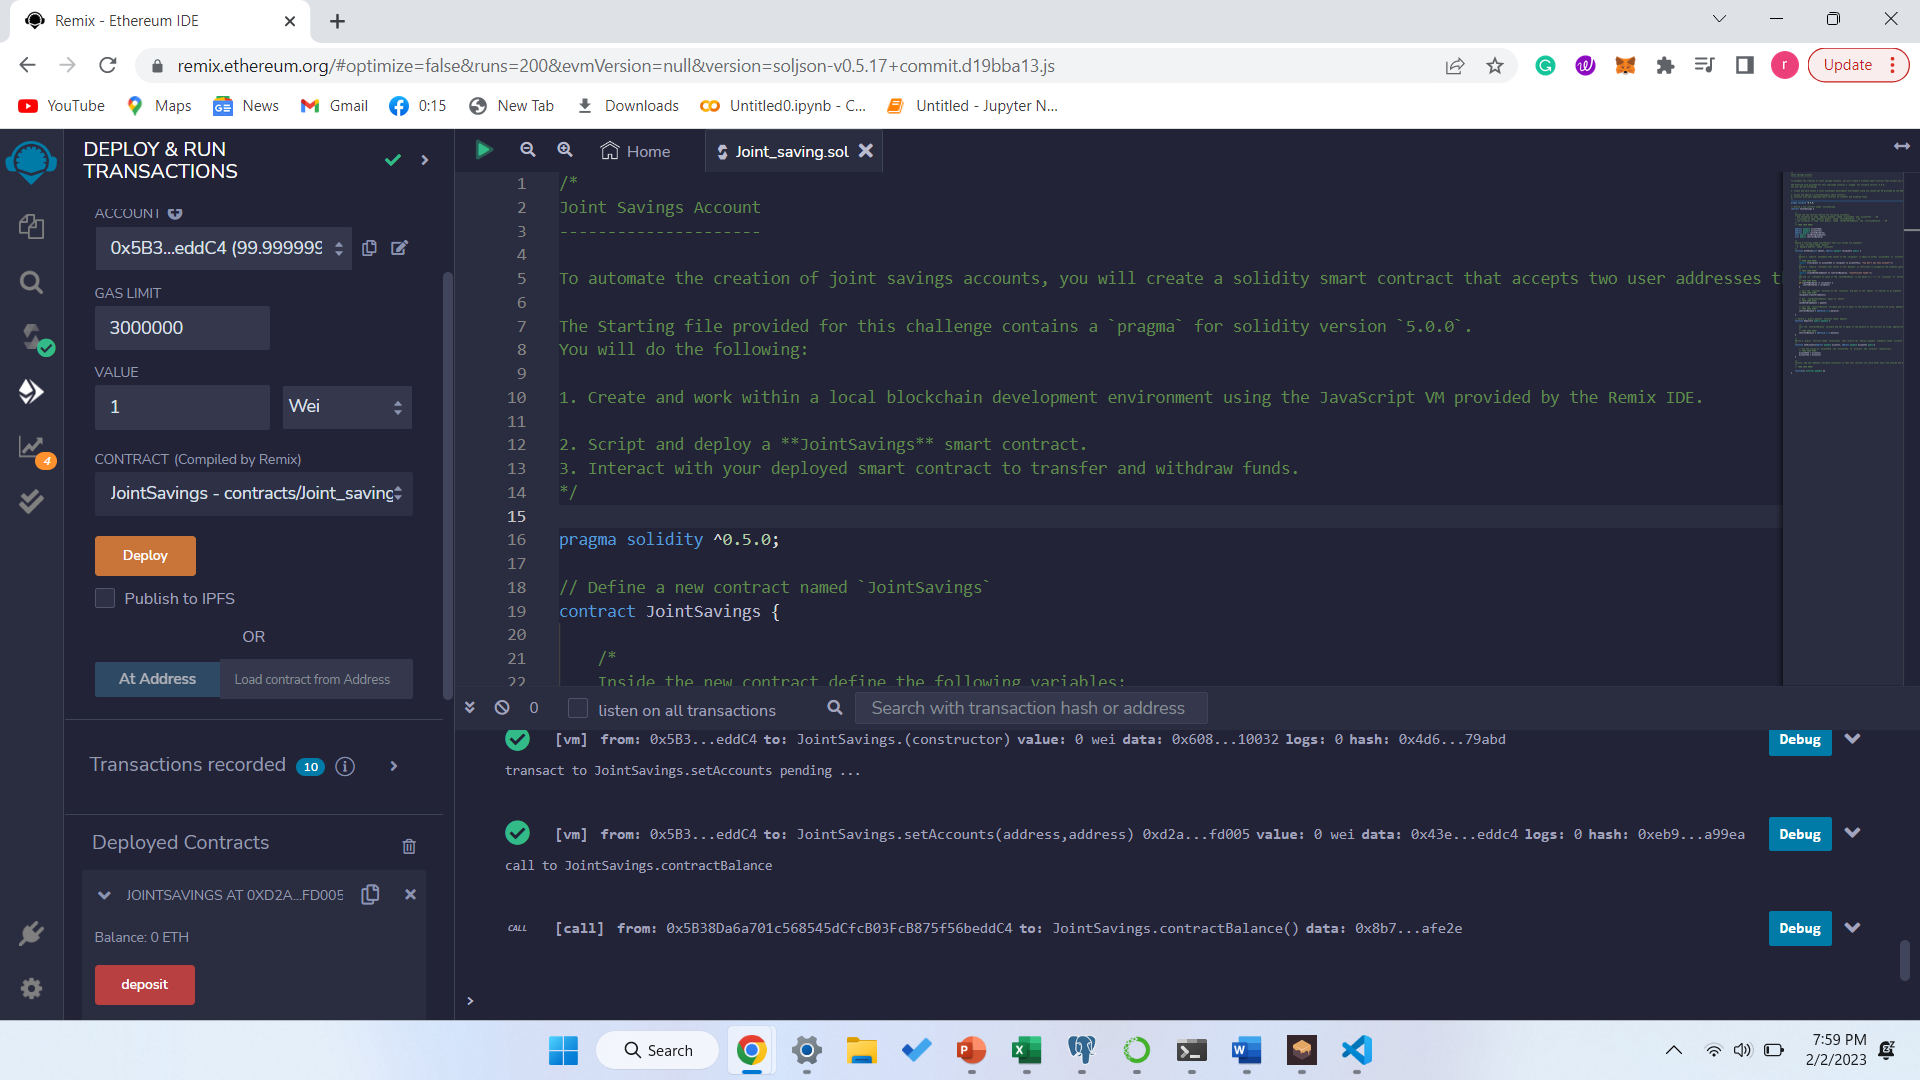 Remix - Ethereum IDE
remix.ethereum.org/#optimize=false&runs=200&evmVersion=null&version=soljson-v0.5.17+commit.d19bba13.js
r
Update
YouTube
Maps
News
Gmail
0:15
New Tab
Downloads
Untitled0.ipynb - C...
Untitled - Jupyter N...
DEPLOY & RUN
TRANSACTIONS
ACCOUNT
0x5B3...eddC4 (99.999999
GAS LIMIT
3000000
VALUE
1
Wei
CONTRACT (Compiled by Remix)
JointSavings - contracts/Joint_saving
Deploy
Publish to IPFS
OR
At Address
Load contract from Address
Transactions recorded 10 i
Deployed Contracts
JOINTSAVINGS AT 0XD2A...FD005
Balance: 0 ETH
deposit
4
Home
Joint_saving.sol
1 /*
2 Joint Savings Account
3 ---------------------
4
5 To automate the creation of joint savings accounts, you will create a solidity smart contract that accepts two user addresses t
6
7 The Starting file provided for this challenge contains a `pragma` for solidity version `5.0.0`.
8 You will do the following:
9
10 1. Create and work within a local blockchain development environment using the JavaScript VM provided by the Remix IDE.
11
12 2. Script and deploy a **JointSavings** smart contract.
13 3. Interact with your deployed smart contract to transfer and withdraw funds.
14 */
15
16 pragma solidity ^0.5.0;
17
18 // Define a new contract named `JointSavings`
19 contract JointSavings {
20
21 /*
22 Inside the new contract define the following variables:
0
listen on all transactions
Search with transaction hash or address
[vm] from: 0x5B3...eddC4 to: JointSavings.(constructor) value: 0 wei data: 0x608...10032 logs: 0 hash: 0x4d6...79abd
Debug
transact to JointSavings.setAccounts pending ...
[vm] from: 0x5B3...eddC4 to: JointSavings.setAccounts(address,address) 0xd2a...fd005 value: 0 wei data: 0x43e...eddc4 logs: 0 hash: 0xeb9...a99ea
Debug
call to JointSavings.contractBalance
CALL [call] from: 0x5B38Da6a701c568545dCfcB03FcB875f56beddC4 to: JointSavings.contractBalance() data: 0x8b7...afe2e
Debug
>
Search
7:59 PM
2/2/2023